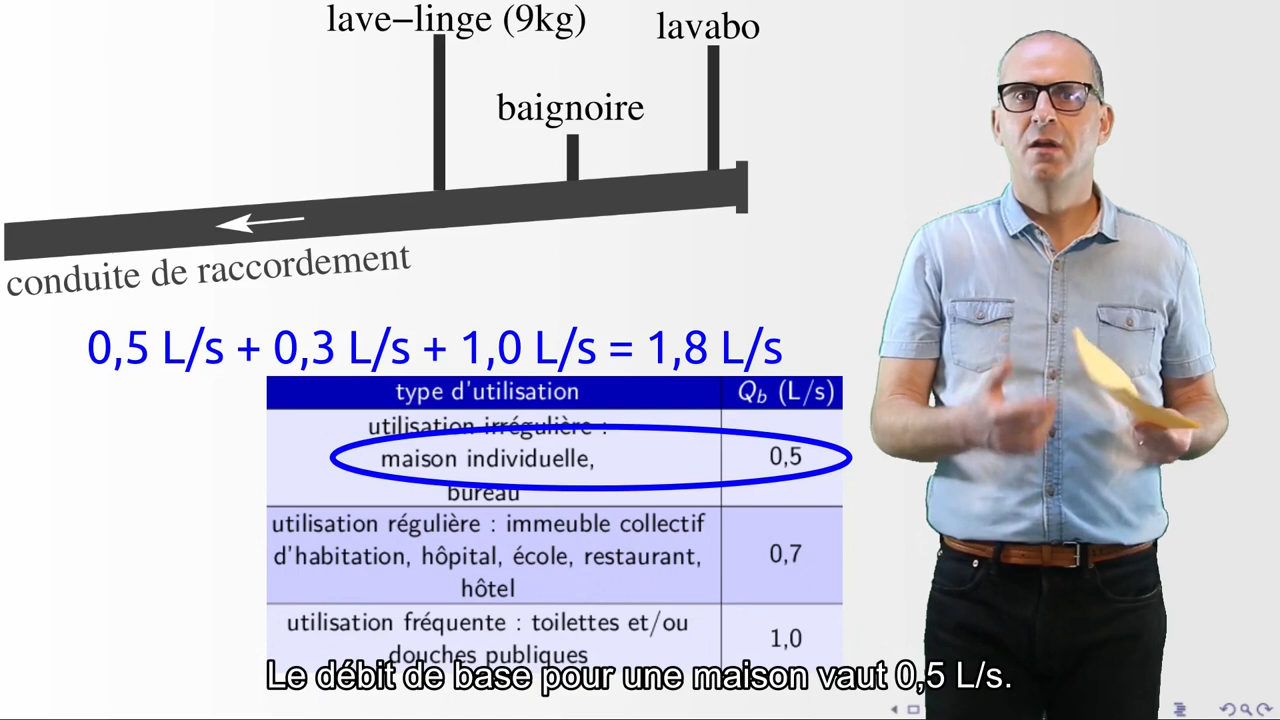 lave-linge (9kg)
lavabo
baignoire
conduite de raccordement
0,5 L/s + 0,3 L/s + 1,0 L/s = 1,8 L/s
type d'utilisation Qb (L/s)
utilisation irrégulière :
maison individuelle, 0,5
bureau
utilisation régulière : immeuble collectif
d'habitation, hôpital, école, restaurant, 0,7
hôtel
utilisation fréquente : toilettes et/ou
douches publiques 1,0
Le débit de base pour une maison vaut 0,5 L/s.